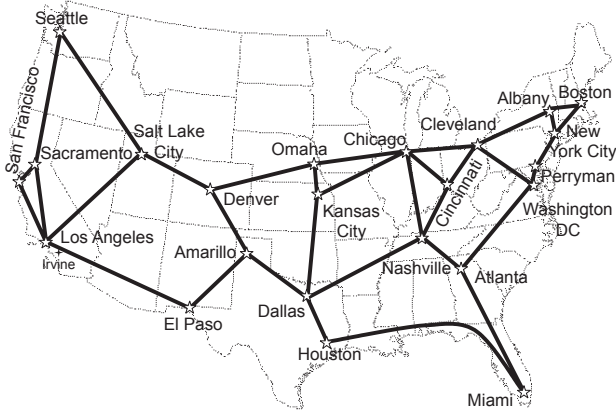 Seattle
San Francisco
Sacramento
Salt Lake
City
Los Angeles
Irvine
Denver
Amarillo
El Paso
Omaha
Kansas
City
Dallas
Houston
Chicago
Cleveland
Cincinnati
Nashville
Atlanta
Miami
Albany
Boston
New
York City
Perryman
Washington
DC